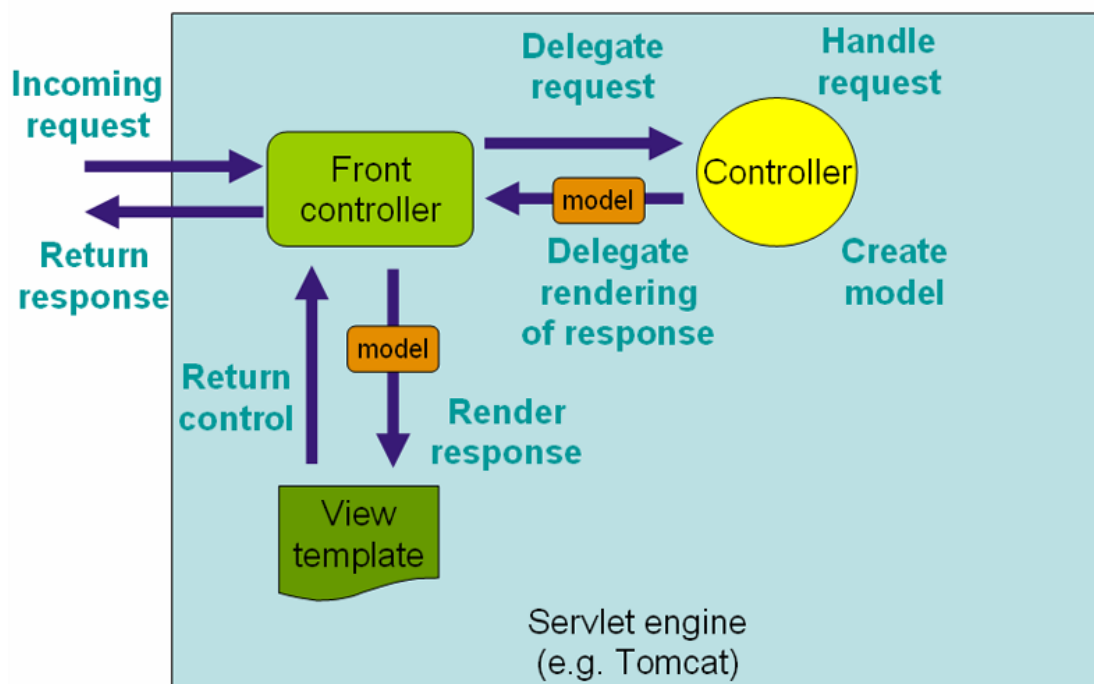 Incoming
request
Return
response
Front
controller
Delegate
request
Handle
request
Controller
model
Delegate
rendering
of response
Create
model
model
Return
control
Render
response
View
template
Servlet engine
(e.g. Tomcat)